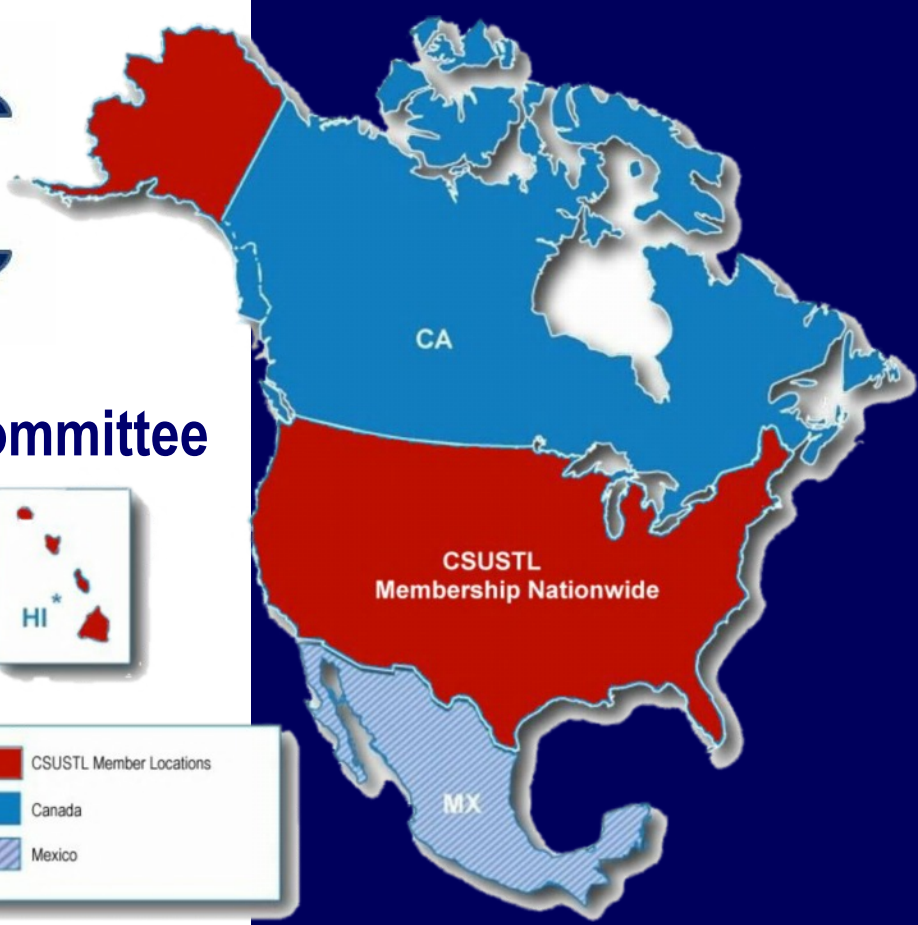 CA
ommittee
CSUSTL
Membership Nationwide
HI*
CSUSTL Member Locations
Canada
Mexico
MX